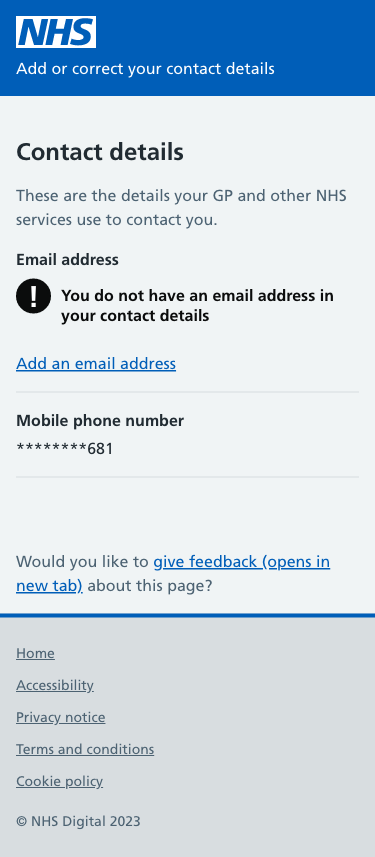 NHS
Add or correct your contact details
Contact details
These are the details your GP and other NHS
services use to contact you.
Email address
!
You do not have an email address in
your contact details
Add an email address
Mobile phone number
********681
Would you like to give feedback (opens in
new tab) about this page?
Home
Accessibility
Privacy notice
Terms and conditions
Cookie policy
© NHS Digital 2023